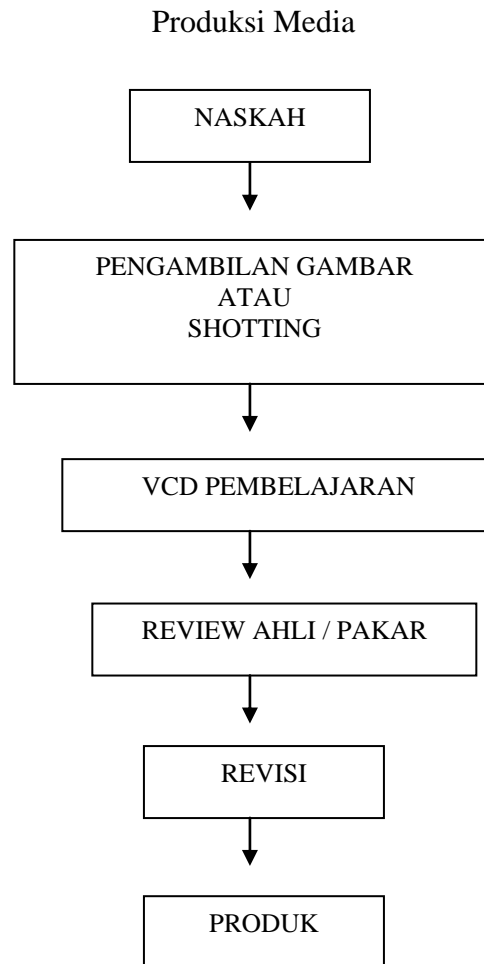 Produksi Media
NASKAH
PENGAMBILAN GAMBAR
ATAU
SHOTTING
VCD PEMBELAJARAN
REVIEW AHLI / PAKAR
REVISI
PRODUK